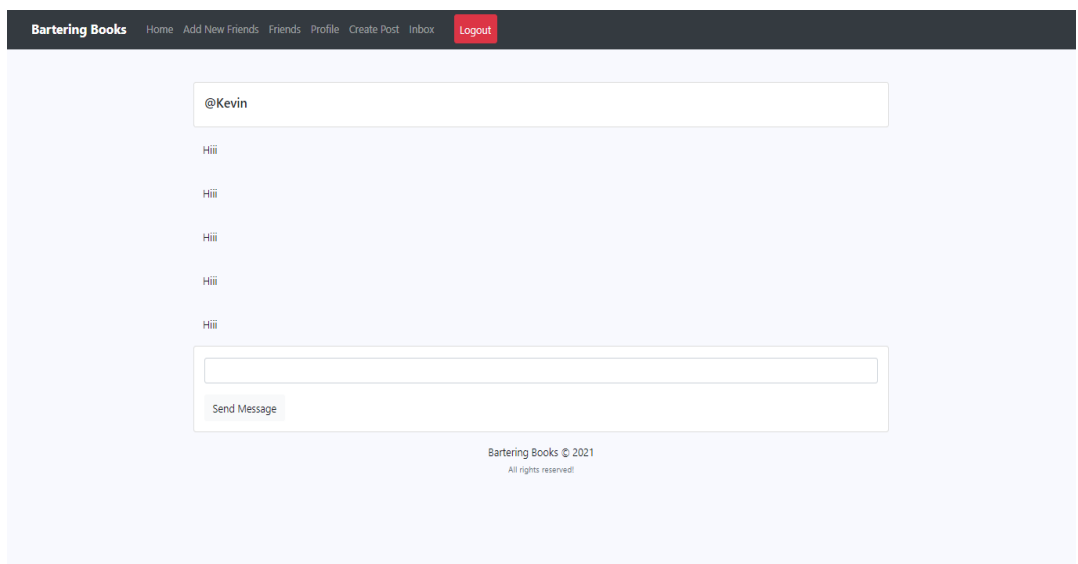 Bartering Books Home Add New Friends Friends Profile Create Post Inbox Logout
@Kevin
Hiii
Hiii
Hiii
Hiii
Hiii
Send Message
Bartering Books © 2021
All rights reserved!